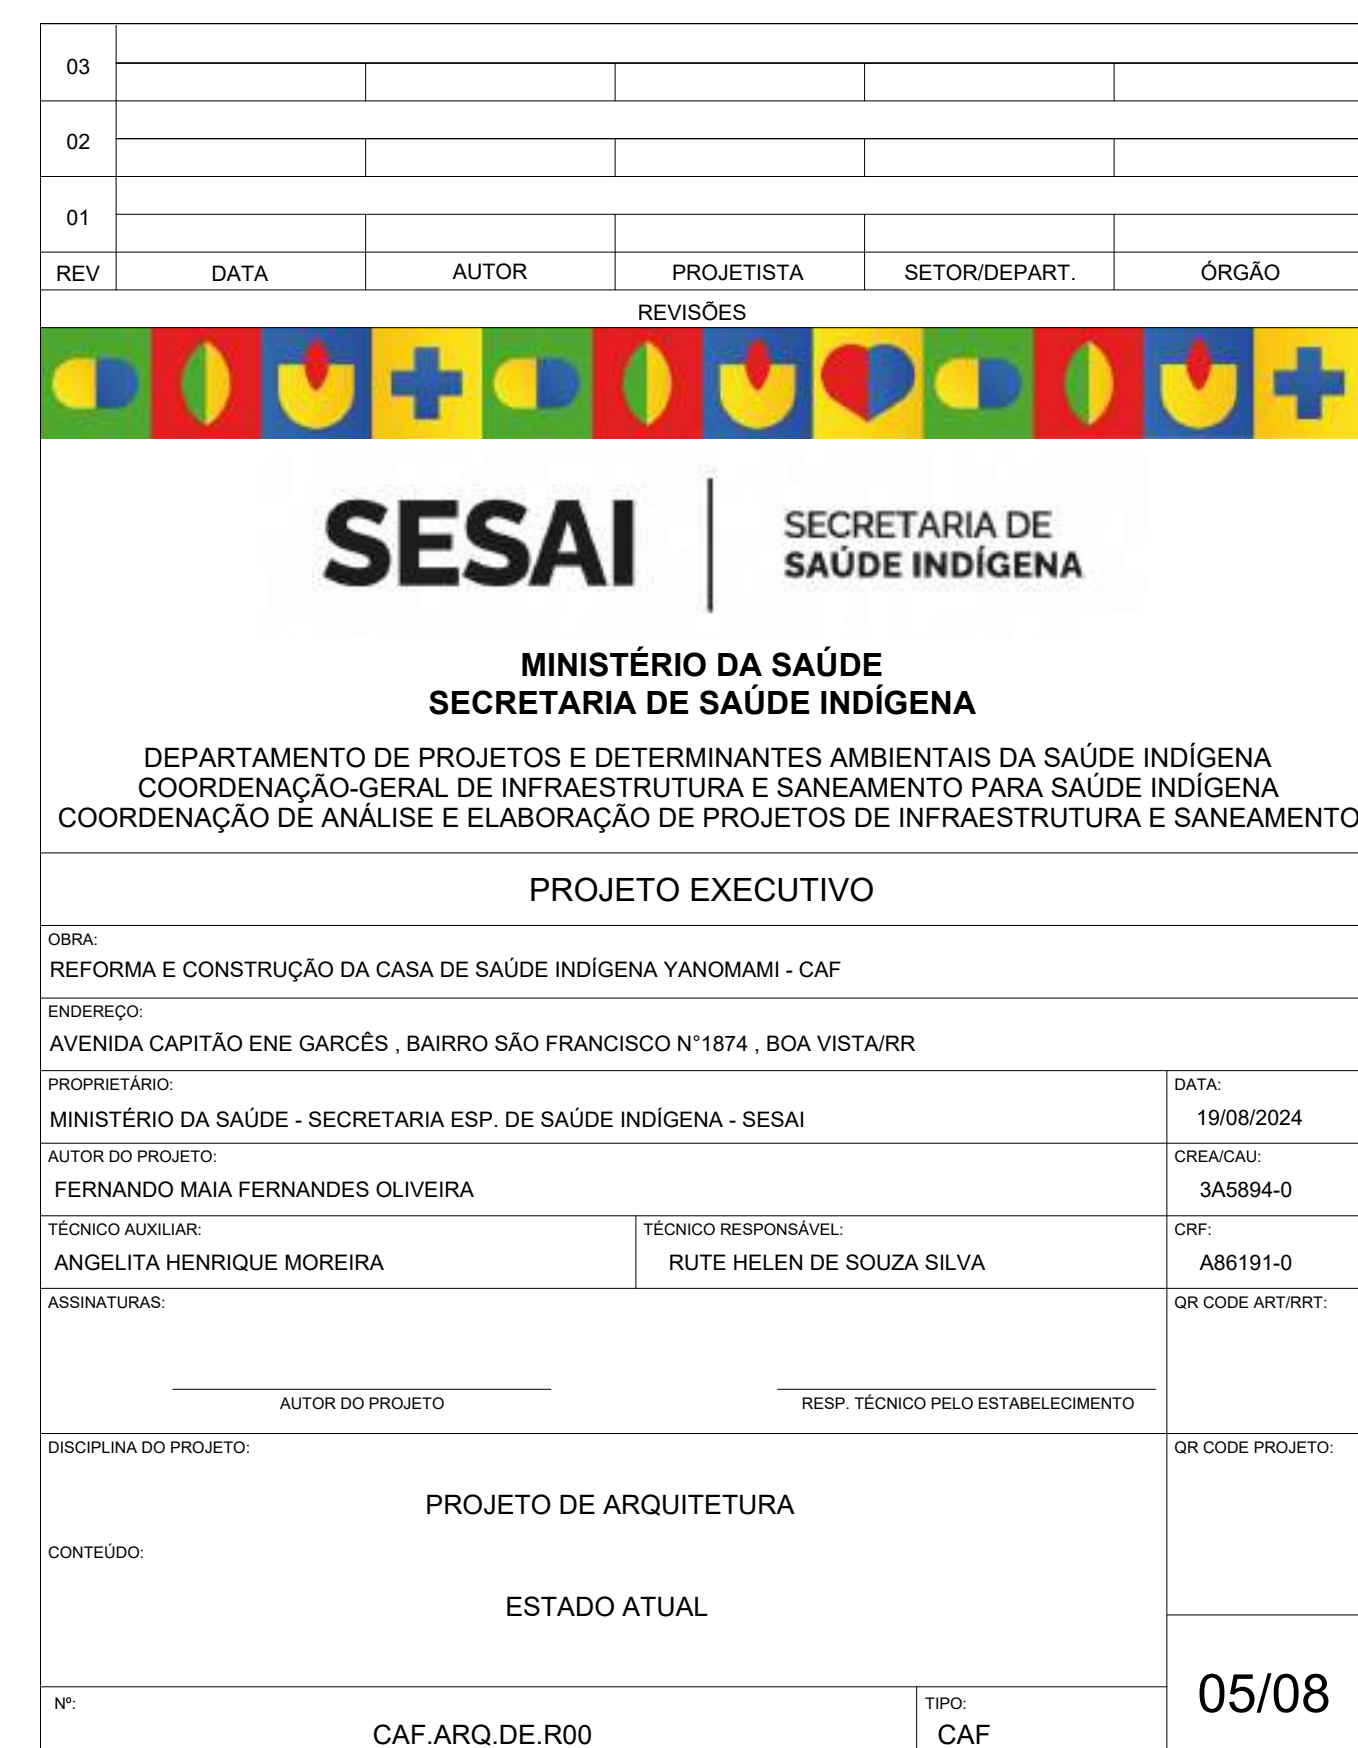 03
02
01
REV DATA AUTOR PROJETISTA SETOR/DEPART. ÓRGÃO
REVISÕES
SESAI
SECRETARIA DE
SAÚDE INDÍGENA
MINISTÉRIO DA SAÚDE
SECRETARIA DE SAÚDE INDÍGENA
DEPARTAMENTO DE PROJETOS E DETERMINANTES AMBIENTAIS DA SAÚDE INDÍGENA
COORDENAÇÃO-GERAL DE INFRAESTRUTURA E SANEAMENTO PARA SAÚDE INDÍGENA
COORDENAÇÃO DE ANÁLISE E ELABORAÇÃO DE PROJETOS DE INFRAESTRUTURA E SANEAMENTO
PROJETO EXECUTIVO
OBRA:
REFORMA E CONSTRUÇÃO DA CASA DE SAÚDE INDÍGENA YANOMAMI - CAF
ENDEREÇO:
AVENIDA CAPITÃO ENE GARCÊS , BAIRRO SÃO FRANCISCO N°1874 , BOA VISTA/RR
PROPRIETÁRIO:
MINISTÉRIO DA SAÚDE - SECRETARIA ESP. DE SAÚDE INDÍGENA - SESAI
DATA:
19/08/2024
AUTOR DO PROJETO:
FERNANDO MAIA FERNANDES OLIVEIRA
CREA/CAU:
3A5894-0
TÉCNICO AUXILIAR:
ANGELITA HENRIQUE MOREIRA
TÉCNICO RESPONSÁVEL:
RUTE HELEN DE SOUZA SILVA
CRF:
A86191-0
ASSINATURAS:
AUTOR DO PROJETO
RESP. TÉCNICO PELO ESTABELECIMENTO
QR CODE ART/RRT:
DISCIPLINA DO PROJETO:
PROJETO DE ARQUITETURA
QR CODE PROJETO:
CONTEÚDO:
ESTADO ATUAL
Nº:
CAF.ARQ.DE.R00
TIPO:
CAF
05/08